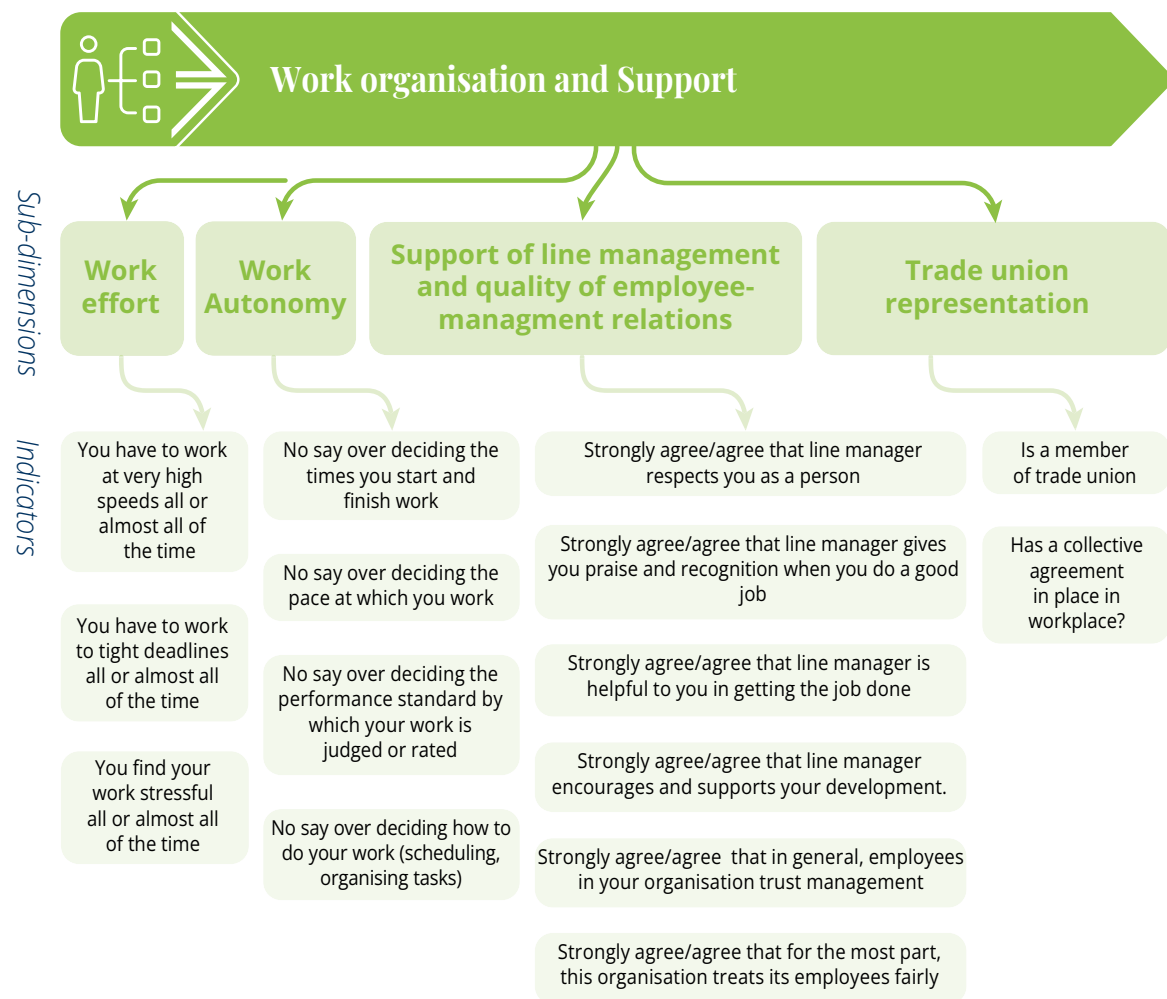 Work organisation and Support
Sub-dimensions
Work
effort
Work
Autonomy
Support of line management
and quality of employee-
managment relations
Trade union
representation
Indicators
You have to work
at very high
speeds all or
almost all of
the time
You have to work
to tight deadlines
all or almost all
of the time
You find your
work stressful
all or almost all
of the time
No say over deciding the
times you start and
finish work
No say over deciding the
pace at which you work
No say over deciding the
performance standard by
which your work is
judged or rated
No say over deciding how to
do your work (scheduling,
organising tasks)
Strongly agree/agree that line manager
respects you as a person
Strongly agree/agree that line manager gives
you praise and recognition when you do a good
job
Strongly agree/agree that line manager is
helpful to you in getting the job done
Strongly agree/agree that line manager
encourages and supports your development.
Strongly agree/agree  that in general, employees
in your organisation trust management
Strongly agree/agree that for the most part,
this organisation treats its employees fairly
Is a member
of trade union
Has a collective
agreement
in place in
workplace?